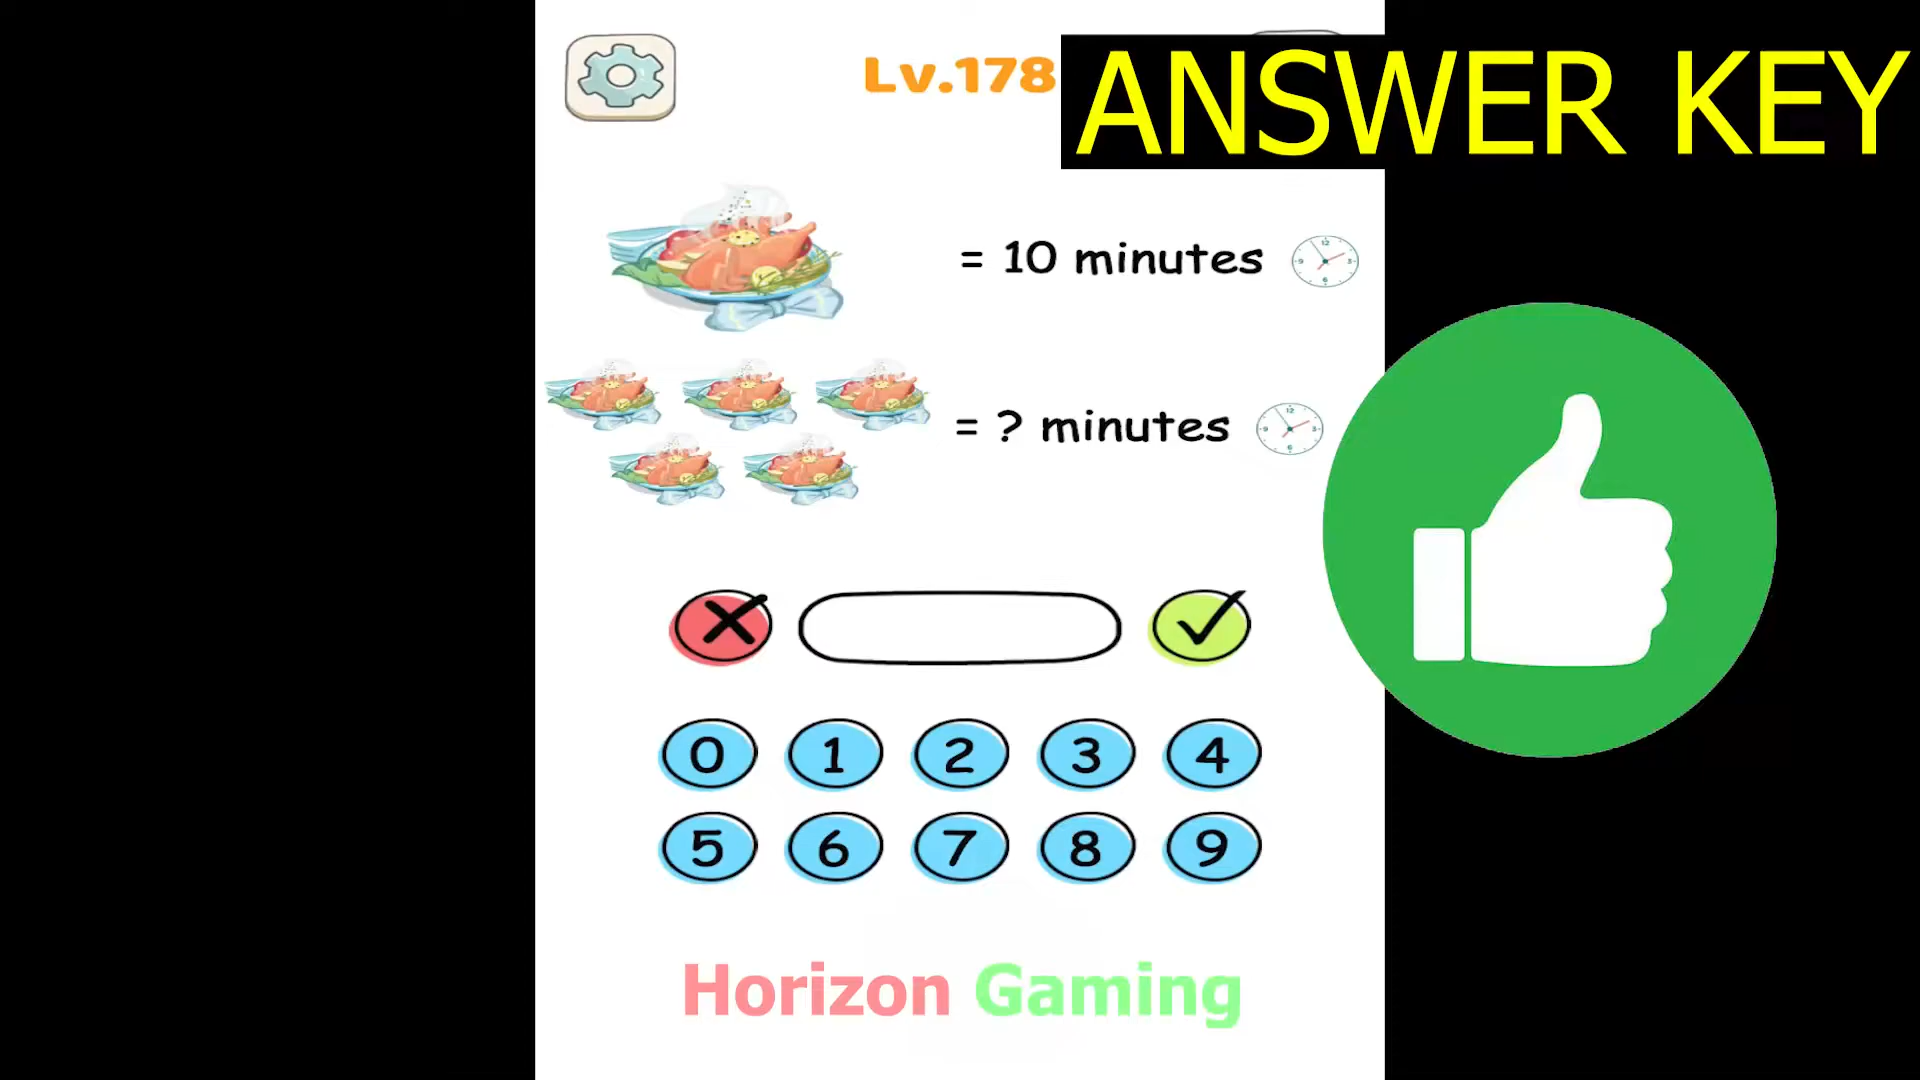 Lv.178
ANSWER KEY
= 10 minutes
= ? minutes
0 1 2 3 4
5 6 7 8 9
Horizon Gaming